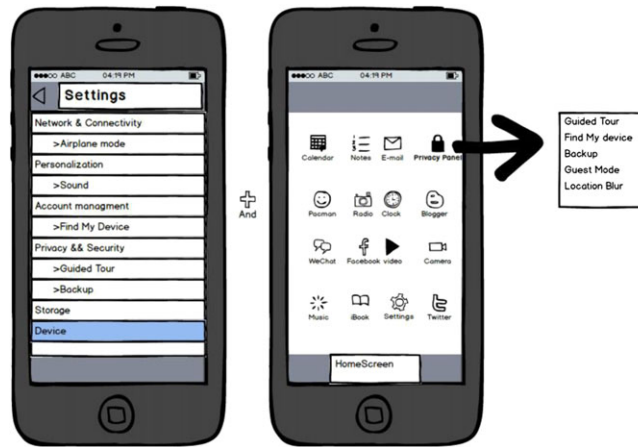 ABC 04:19 PM
Settings
Network & Connectivity
>Airplane mode
Personalization
>Sound
Account managment
>Find My Device
Privacy && Security
>Guided Tour
>Backup
Storage
Device
And
ABC 04:19 PM
Calendar Notes E-mail Privacy Panel
Pacman Radio Clock Blogger
WeChat Facebook video Camera
Music iBook Settings Twitter
HomeScreen
Guided Tour
Find My device
Backup
Guest Mode
Location Blur